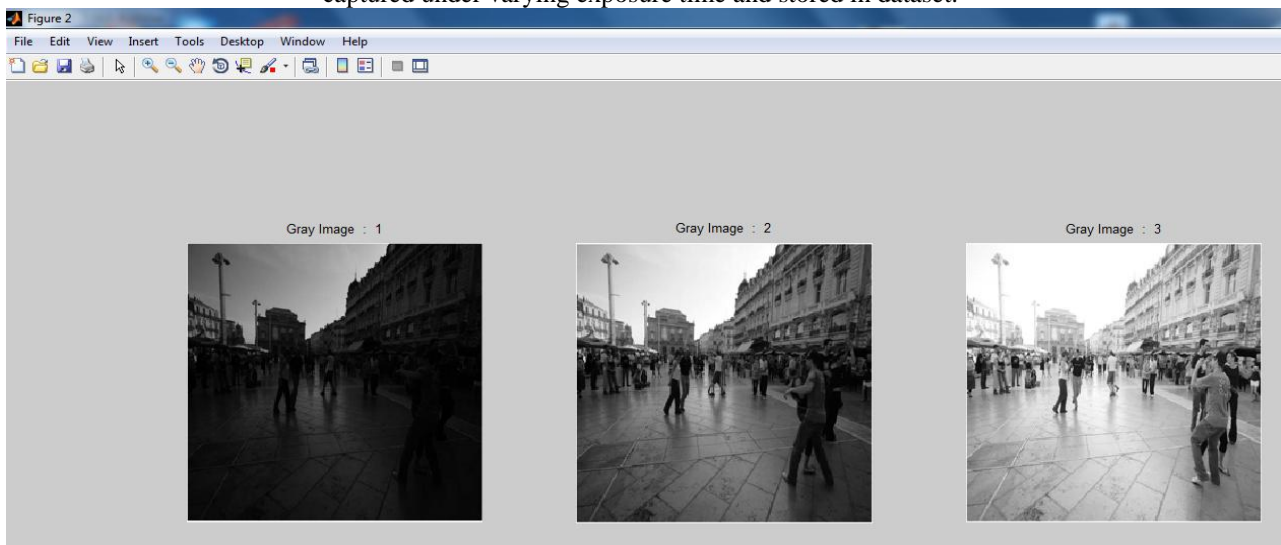 captured under varying exposure time and stored in dataset.
Figure 2
File Edit View Insert Tools Desktop Window Help
Gray Image : 1 Gray Image : 2 Gray Image : 3